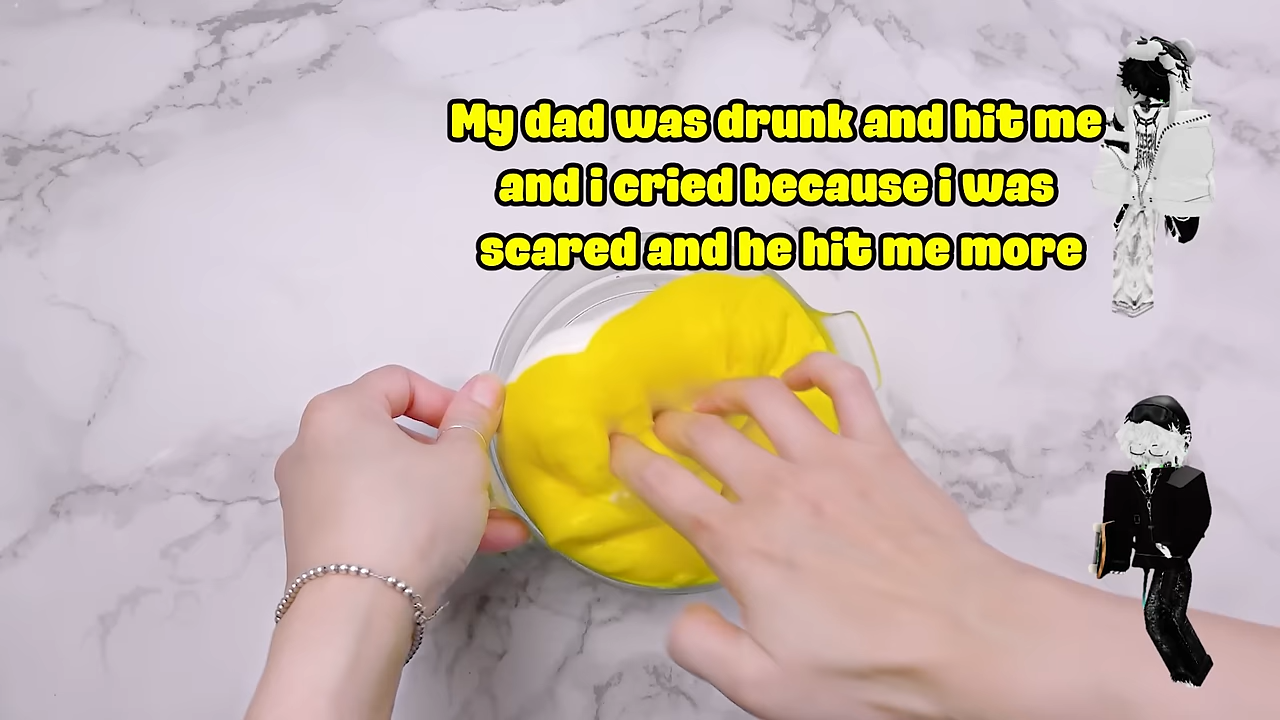 My dad was drunk and hit me
and i cried because i was
scared and he hit me more